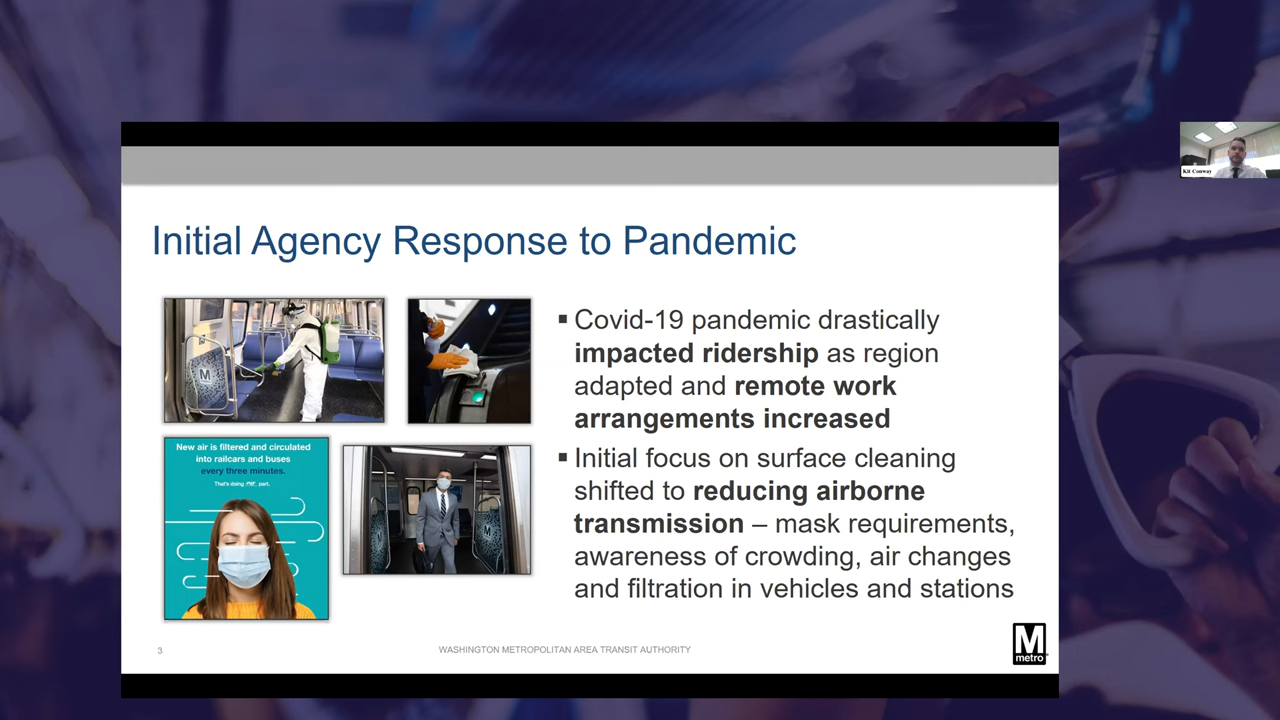 Initial Agency Response to Pandemic
▪ Covid-19 pandemic drastically
impacted ridership as region
adapted and remote work
arrangements increased
▪ Initial focus on surface cleaning
shifted to reducing airborne
transmission – mask requirements,
awareness of crowding, air changes
and filtration in vehicles and stations
M
New air is filtered and circulated
into railcars and buses
every three minutes.
That's doing our part.
3
WASHINGTON METROPOLITAN AREA TRANSIT AUTHORITY
M
metro
Kit Conway